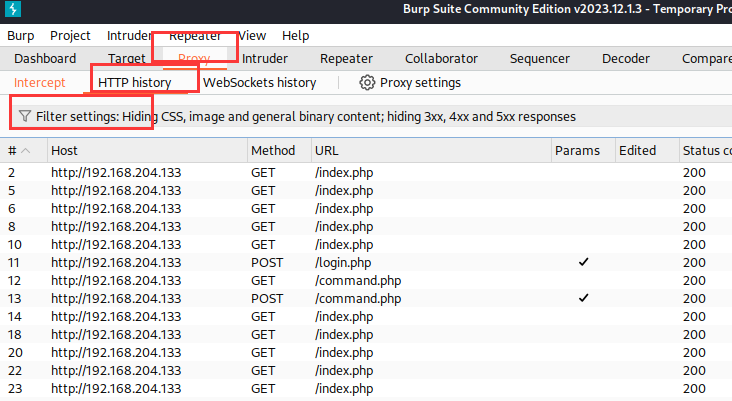 Burp Suite Community Edition v2023.12.1.3 - Temporary Pro
Burp Project Intruder Repeater View Help
Dashboard Target Proxy Intruder Repeater Collaborator Sequencer Decoder Compare
Intercept HTTP history WebSockets history Proxy settings
Filter settings: Hiding CSS, image and general binary content; hiding 3xx, 4xx and 5xx responses
# Host Method URL Params Edited Status co
2 http://192.168.204.133 GET /index.php 200
5 http://192.168.204.133 GET /index.php 200
6 http://192.168.204.133 GET /index.php 200
8 http://192.168.204.133 GET /index.php 200
10 http://192.168.204.133 GET /index.php 200
11 http://192.168.204.133 POST /login.php ✓ 200
12 http://192.168.204.133 GET /command.php 200
13 http://192.168.204.133 POST /command.php ✓ 200
14 http://192.168.204.133 GET /index.php 200
18 http://192.168.204.133 GET /index.php 200
20 http://192.168.204.133 GET /index.php 200
22 http://192.168.204.133 GET /index.php 200
23 http://192.168.204.133 GET /index.php 200